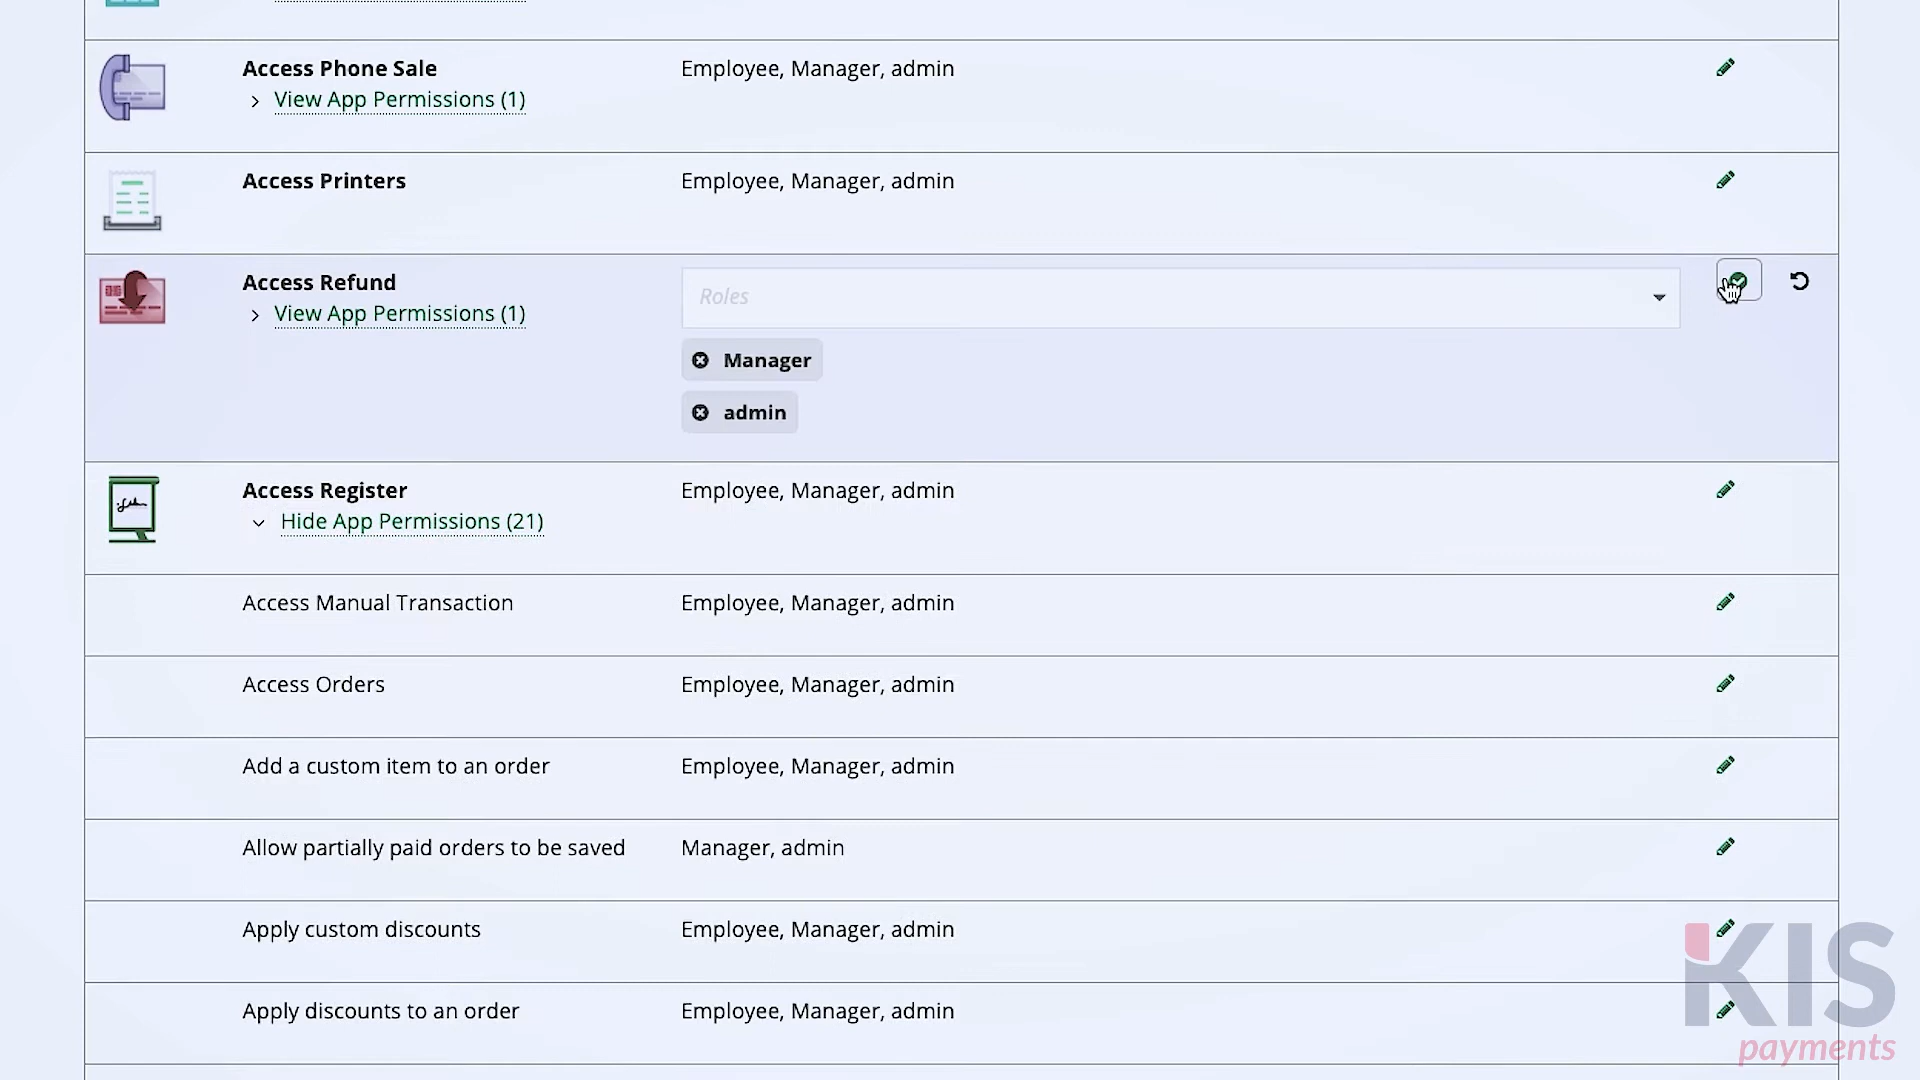 Access Phone Sale
Employee, Manager, admin
View App Permissions (1)
Access Printers
Employee, Manager, admin
Access Refund
Roles
View App Permissions (1)
Manager
admin
Access Register
Employee, Manager, admin
Hide App Permissions (21)
Access Manual Transaction
Employee, Manager, admin
Access Orders
Employee, Manager, admin
Add a custom item to an order
Employee, Manager, admin
Allow partially paid orders to be saved
Manager, admin
Apply custom discounts
Employee, Manager, admin
Apply discounts to an order
Employee, Manager, admin
KIS
payments